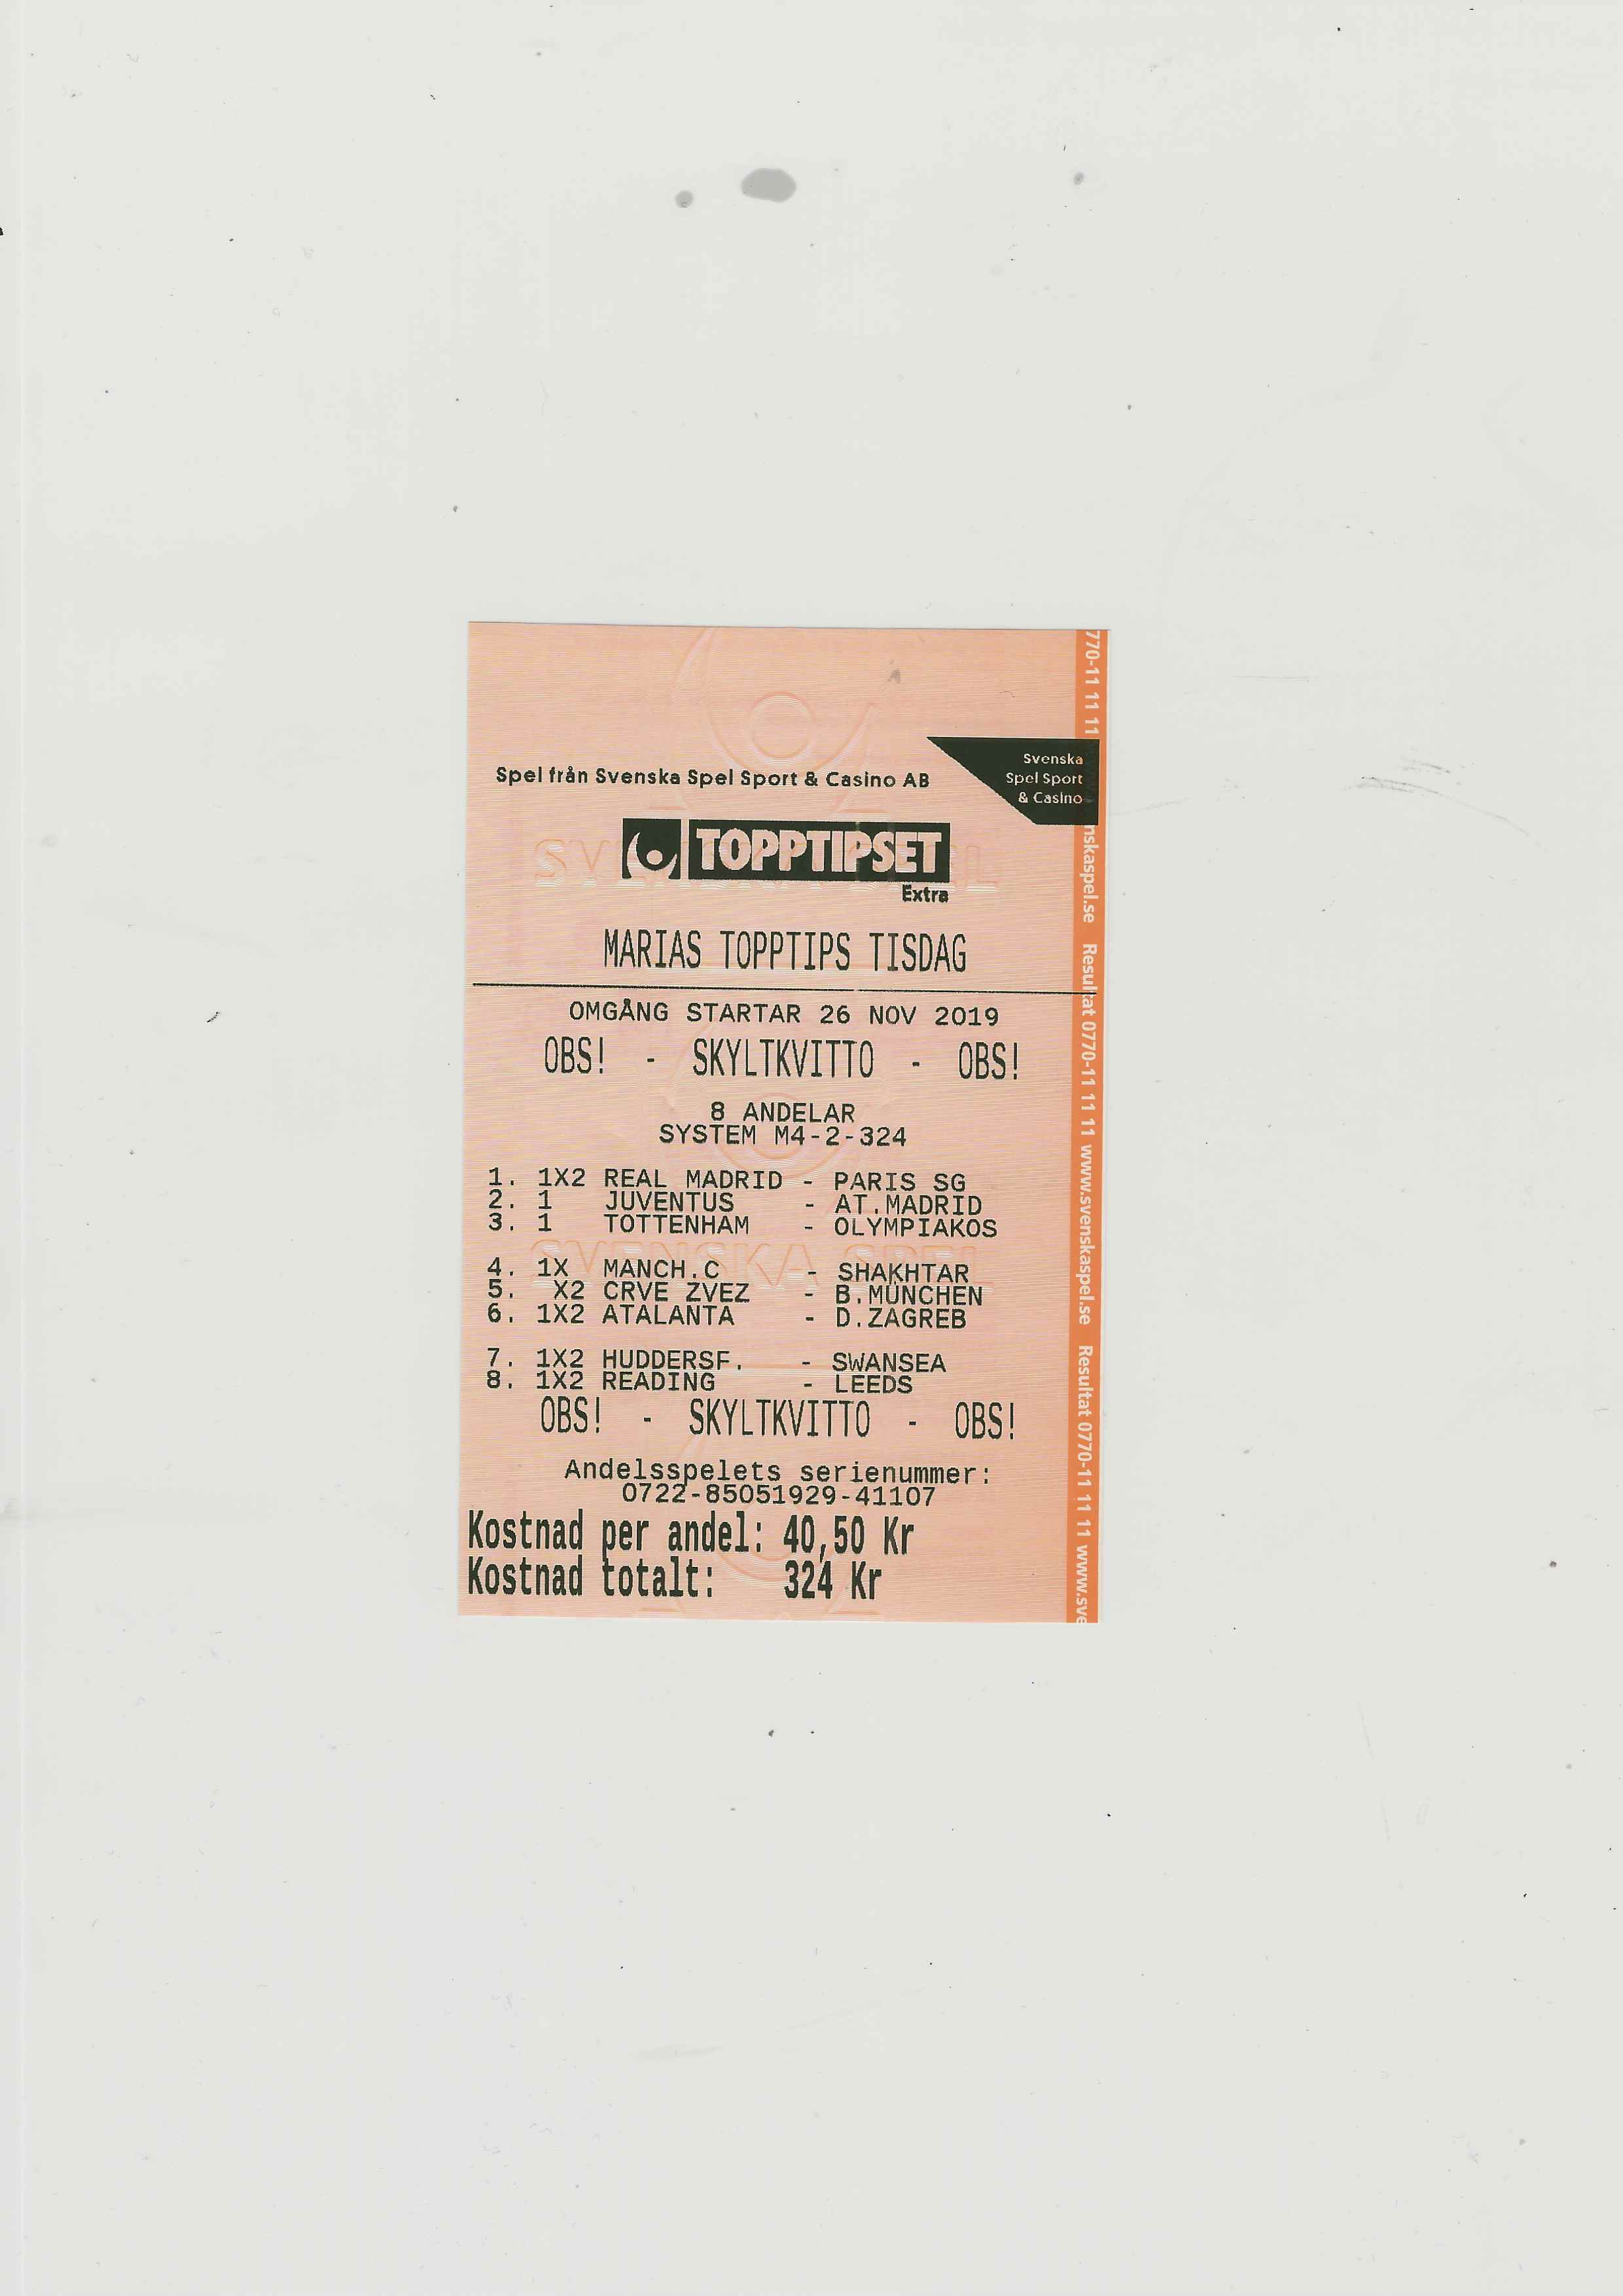 Spel från Svenska Spel Sport & Casino AB
Svenska
Spel Sport
& Casino
TOPPTIPSET
Extra
MARIAS TOPPTIPS TISDAG
OMGÅNG STARTAR 26 NOV 2019
OBS! - SKYLTKVITTO - OBS!
8 ANDELAR
SYSTEM M4-2-324
1. 1X2 REAL MADRID - PARIS SG
2. 1 JUVENTUS - AT.MADRID
3. 1 TOTTENHAM - OLYMPIAKOS
4. 1X MANCH.C - SHAKHTAR
5. X2 CRVE ZVEZ - B.MÜNCHEN
6. 1X2 ATALANTA - D.ZAGREB
7. 1X2 HUDDERSF. - SWANSEA
8. 1X2 READING - LEEDS
OBS! - SKYLTKVITTO - OBS!
Andelsspelets serienummer:
0722-85051929-41107
Kostnad per andel: 40,50 Kr
Kostnad totalt: 324 Kr
770-11 11 11 nskaspel.se Resultat 0770-11 11 11 www.svenskaspel.se Resultat 0770-11 11 11 www.sve
SVENSKA SPEL
SVENSKA SPEL